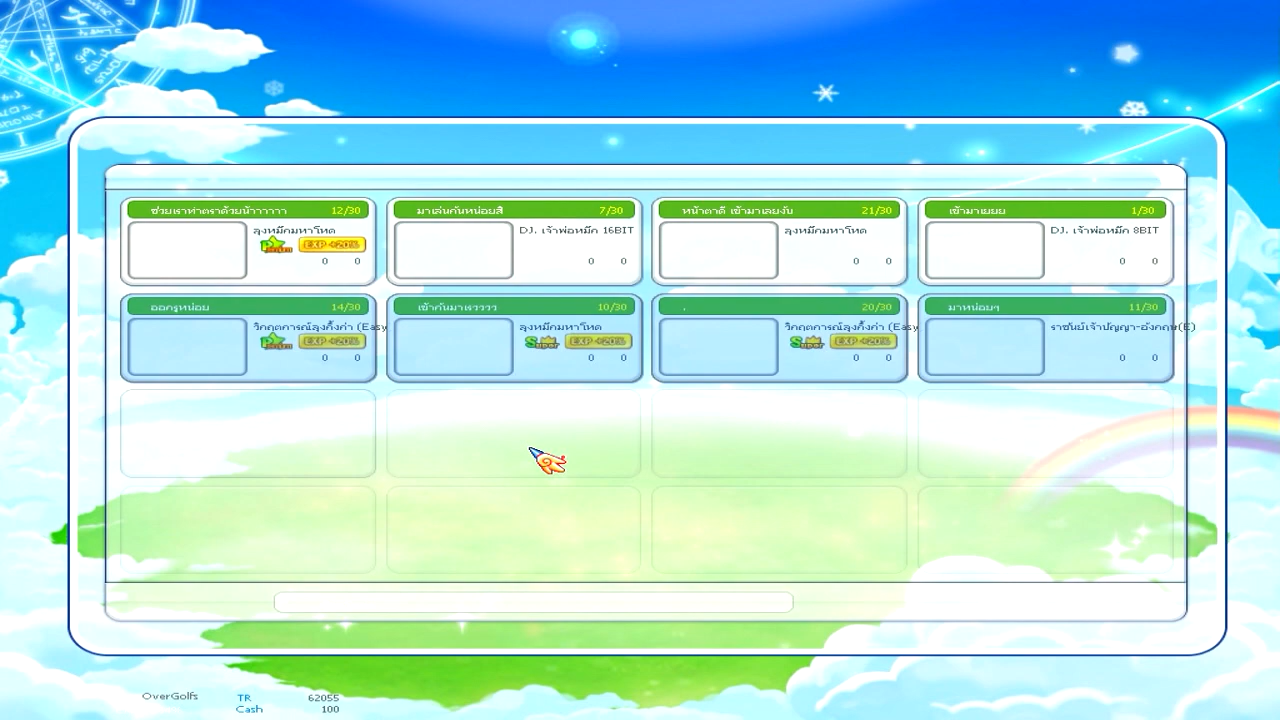 ช่วยเราทำตราด้วยน้าาาาาา 12/30
ลุงหมีกมหาโหด
EXP +20%
0 0
มาเล่นกันหน่อยสิ 7/30
DJ. เจ้าพ่อหมีก 16BIT
0 0
หน้าตาดี เข้ามาเลยงับ 21/30
ลุงหมีกมหาโหด
0 0
เข้ามาเยยย 1/30
DJ. เจ้าพ่อหมีก 8BIT
0 0
ออกรูหน่อย 14/30
วิกฤตการณ์ลุงกิ้งก่า (Easy
EXP +20%
0 0
เข้ากันมาเรวววว 10/30
ลุงหมีกมหาโหด
Super EXP +20%
0 0
. 20/30
วิกฤตการณ์ลุงกิ้งก่า (Easy
Super EXP +20%
0 0
มาหน่อยๆ 11/30
ราชันย์เจ้าปัญญา-อังกฤษ(E)
0 0
OverGolfs TR 62055
Cash 100